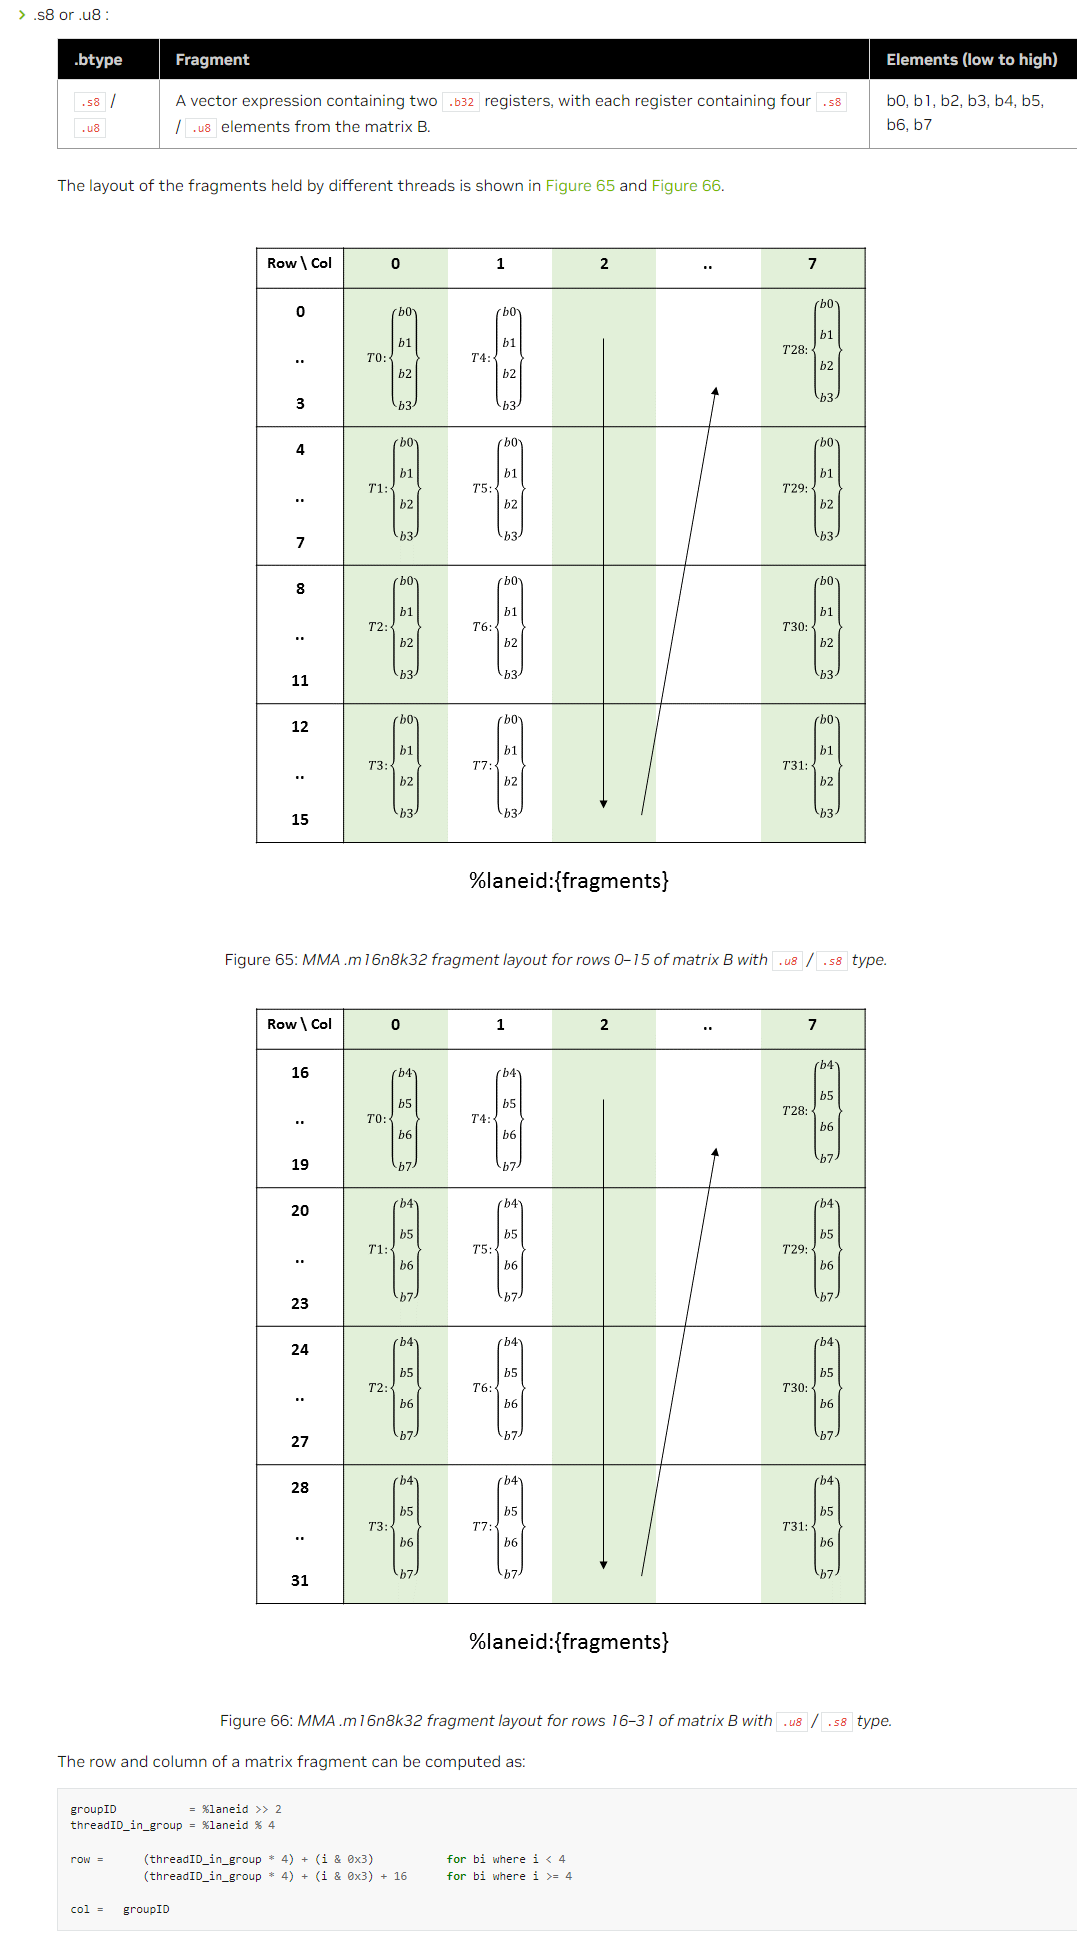 .s8 or .u8 :
.btype Fragment Elements (low to high)
.s8 / A vector expression containing two .b32 registers, with each register containing four .s8 b0, b1, b2, b3, b4, b5,
.u8 / .u8 elements from the matrix B. b6, b7
The layout of the fragments held by different threads is shown in Figure 65 and Figure 66.
Row \ Col 0 1 2 .. 7
0 b0 b0 b0
b1 b1 b1
.. T0: T4: T28:
b2 b2 b2
3 b3 b3 b3
4 b0 b0 b0
b1 b1 b1
.. T1: T5: T29:
b2 b2 b2
7 b3 b3 b3
8 b0 b0 b0
b1 b1 b1
.. T2: T6: T30:
b2 b2 b2
11 b3 b3 b3
12 b0 b0 b0
b1 b1 b1
.. T3: T7: T31:
b2 b2 b2
15 b3 b3 b3
%laneid:{fragments}
Figure 65: MMA .m16n8k32 fragment layout for rows 0–15 of matrix B with .u8 / .s8 type.
Row \ Col 0 1 2 .. 7
16 b4 b4 b4
b5 b5 b5
.. T0: T4: T28:
b6 b6 b6
19 b7 b7 b7
20 b4 b4 b4
b5 b5 b5
.. T1: T5: T29:
b6 b6 b6
23 b7 b7 b7
24 b4 b4 b4
b5 b5 b5
.. T2: T6: T30:
b6 b6 b6
27 b7 b7 b7
28 b4 b4 b4
b5 b5 b5
.. T3: T7: T31:
b6 b6 b6
31 b7 b7 b7
%laneid:{fragments}
Figure 66: MMA .m16n8k32 fragment layout for rows 16–31 of matrix B with .u8 / .s8 type.
The row and column of a matrix fragment can be computed as:
groupID = %laneid >> 2
threadID_in_group = %laneid % 4
row = (threadID_in_group * 4) + (i & 0x3) for bi where i < 4
(threadID_in_group * 4) + (i & 0x3) + 16 for bi where i >= 4
col = groupID